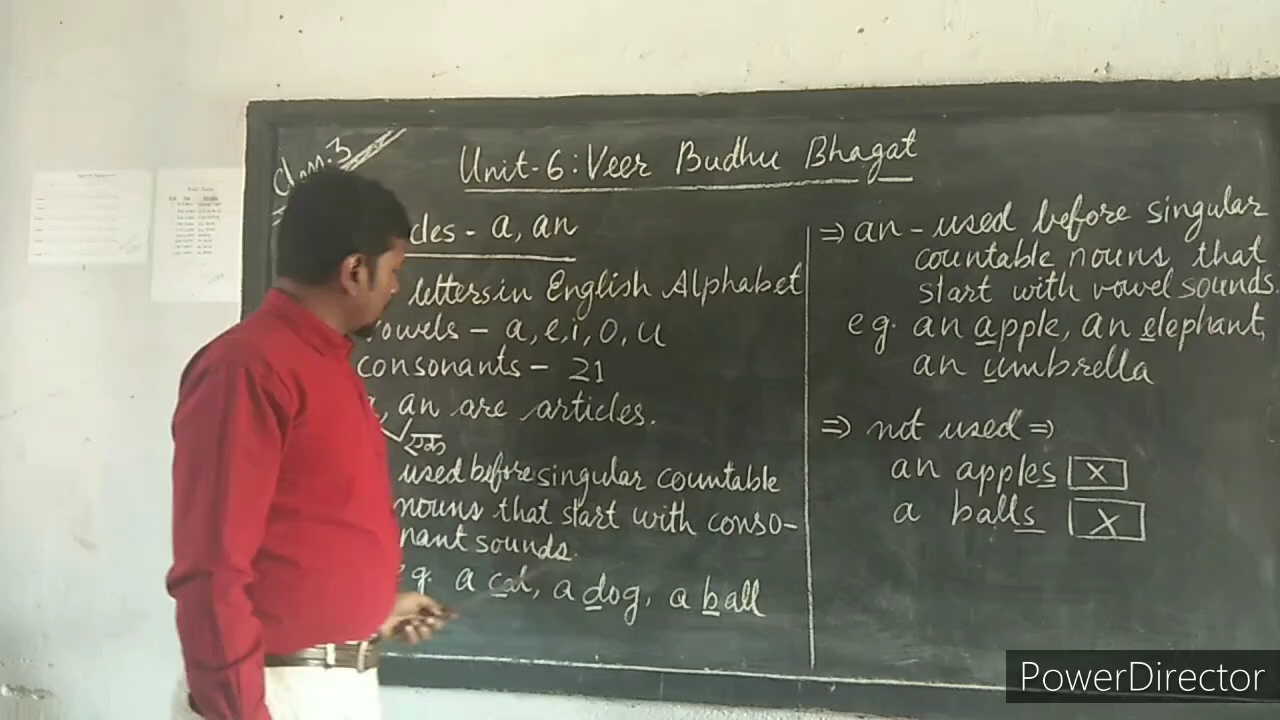 Class.3
Unit-6: Veer Budhu Bhagat
cles - a, an
letters in English Alphabet
vowels - a, e, i, o, u
consonants - 21
a, an are articles.
एक
used before singular countable
nouns that start with conso-
nant sounds.
e.g. a cat, a dog, a ball
⇒ an - used before singular
countable nouns that
start with vowel sounds.
eg. an apple, an elephant,
an umbrella
⇒ not used ⇒
an apples x
a balls x
PowerDirector